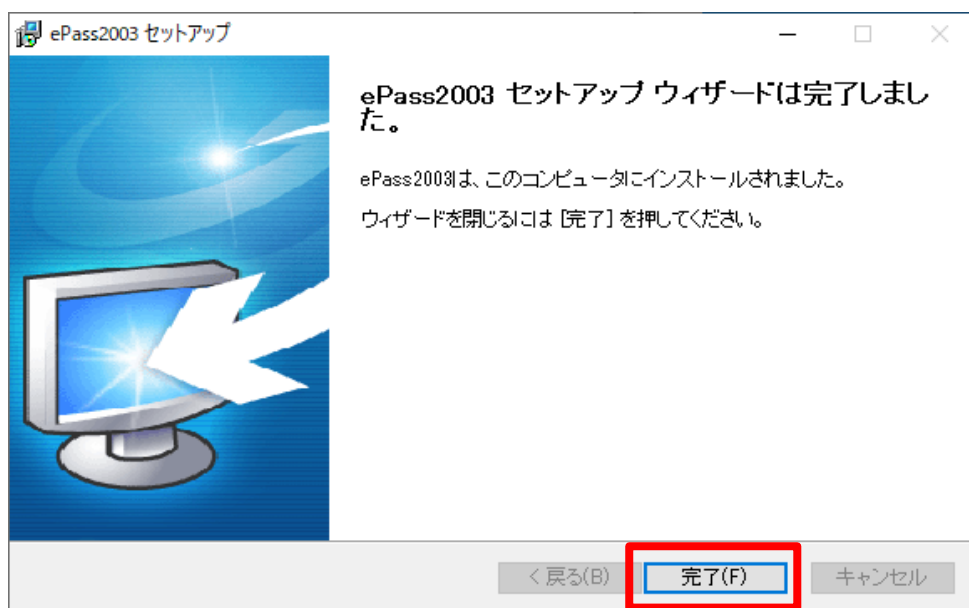 ePass2003 セットアップ
ePass2003 セットアップ ウィザードは完了しまし
た。
ePass2003は、このコンピュータにインストールされました。
ウィザードを閉じるには [完了] を押してください。
< 戻る(B)
完了(F)
キャンセル